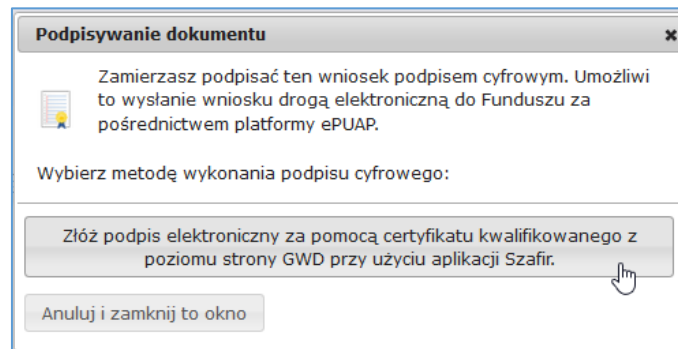 Podpisywanie dokumentu
Zamierzasz podpisać ten wniosek podpisem cyfrowym. Umożliwi
to wysłanie wniosku drogą elektroniczną do Funduszu za
pośrednictwem platformy ePUAP.
Wybierz metodę wykonania podpisu cyfrowego:
Złóż podpis elektroniczny za pomocą certyfikatu kwalifikowanego z
poziomu strony GWD przy użyciu aplikacji Szafir.
Anuluj i zamknij to okno